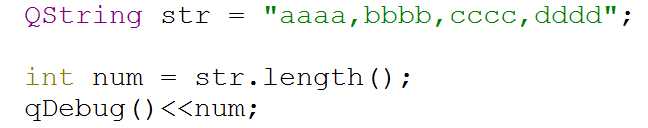 QString str = "aaaa,bbbb,cccc,dddd";
int num = str.length();
qDebug()<<num;